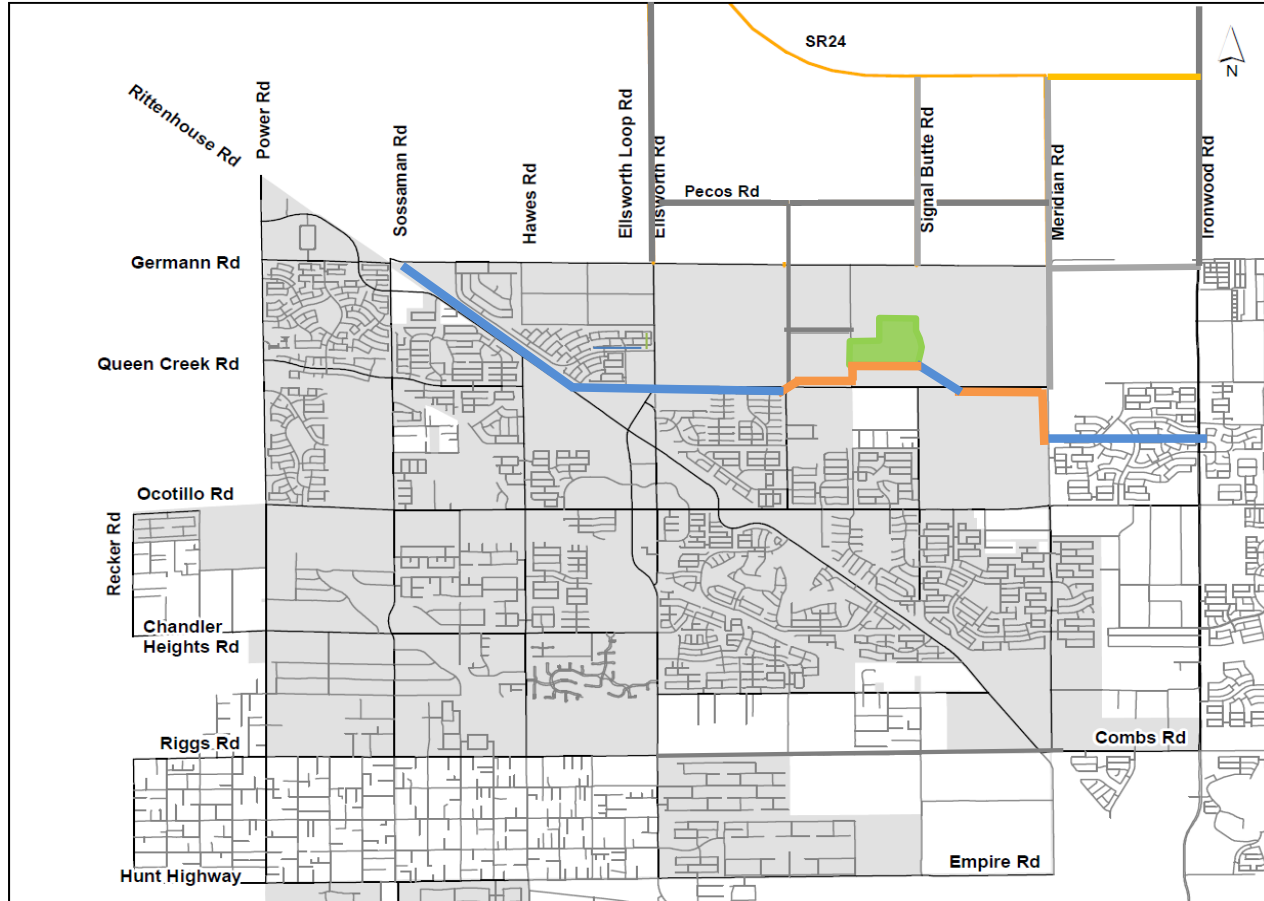 SR24
N
Rittenhouse Rd
Power Rd
Sossaman Rd
Hawes Rd
Ellsworth Loop Rd
Ellsworth Rd
Pecos Rd
Signal Butte Rd
Meridian Rd
Ironwood Rd
Germann Rd
Queen Creek Rd
Ocotillo Rd
Recker Rd
Chandler
Heights Rd
Riggs Rd
Combs Rd
Empire Rd
Hunt Highway